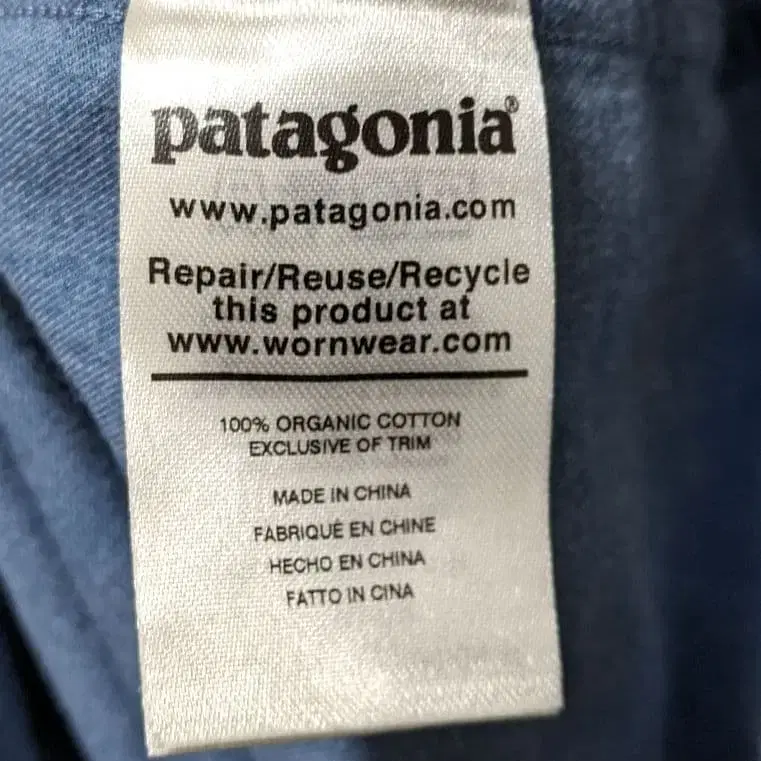 patagonia®
www.patagonia.com
Repair/Reuse/Recycle
this product at
www.wornwear.com
100% ORGANIC COTTON
EXCLUSIVE OF TRIM
MADE IN CHINA
FABRIQUÉ EN CHINE
HECHO EN CHINA
FATTO IN CINA